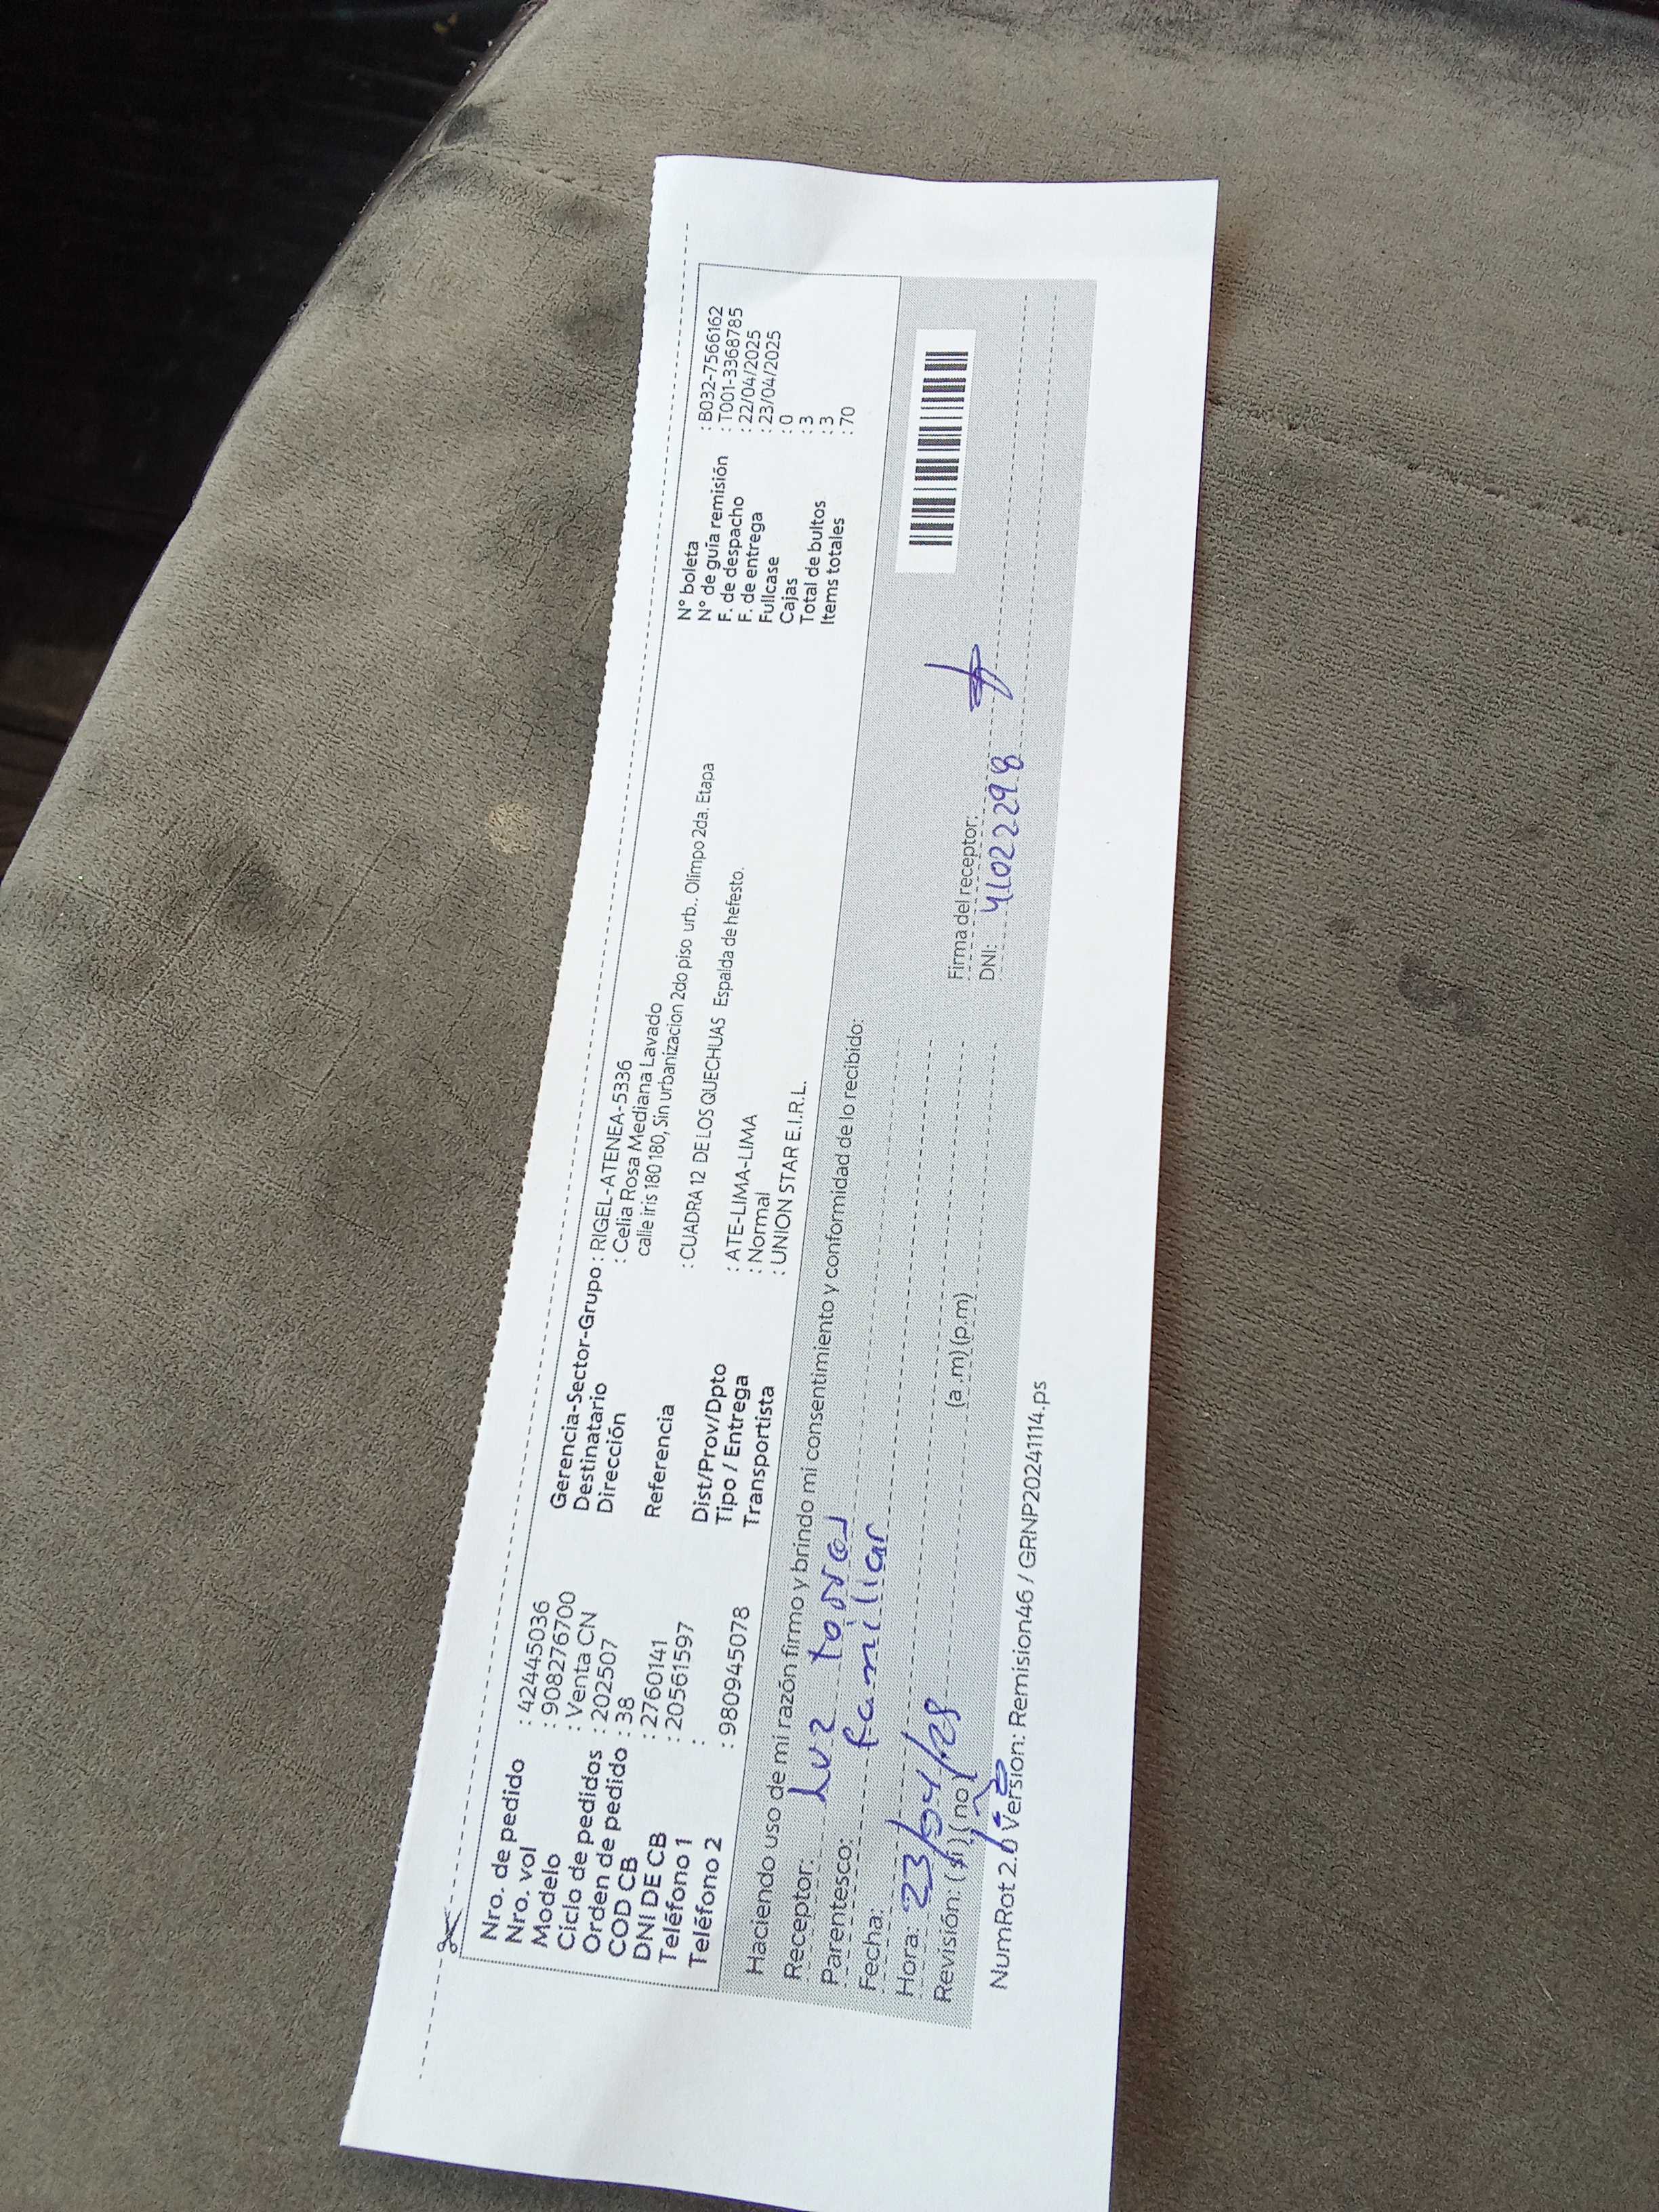 Nro. de pedido : 42445036
Nro. vol : 908276700
Modelo : Venta CN
Ciclo de pedidos : 202507
Orden de pedido : 38
COD CB : 2760141
DNI DE CB : 20561597
Teléfono 1 :
Teléfono 2 : 980945078
Gerencia-Sector-Grupo : RIGEL-ATENEA-5336
Destinatario : Celia Rosa Mediana Lavado
Dirección calle iris 180 180, Sin urbanizacion 2do piso urb.. Olimpo 2da. Etapa
Referencia : CUADRA 12 DE LOS QUECHUAS Espalda de hefesto.
Dist/Prov/Dpto : ATE-LIMA-LIMA
Tipo / Entrega : Normal
Transportista : UNION STAR E.I.R.L.
N° boleta : B032-7566162
N° de guía remisión : T001-3368785
F. de despacho : 22/04/2025
F. de entrega : 23/04/2025
Fullcase : 0
Cajas : 3
Total de bultos : 3
Items totales : 70
Haciendo uso de mi razón firmo y brindo mi consentimiento y conformidad de lo recibido:
Receptor: Luz
Parentesco: familiar
Fecha:
Hora: 23/04/25 (a .m) (p.m)
Revisión: (si) (no)
Firma del receptor:
DNI: 41022298
NumRot 2.0 Version: Remision46 / GRNP20241114.ps